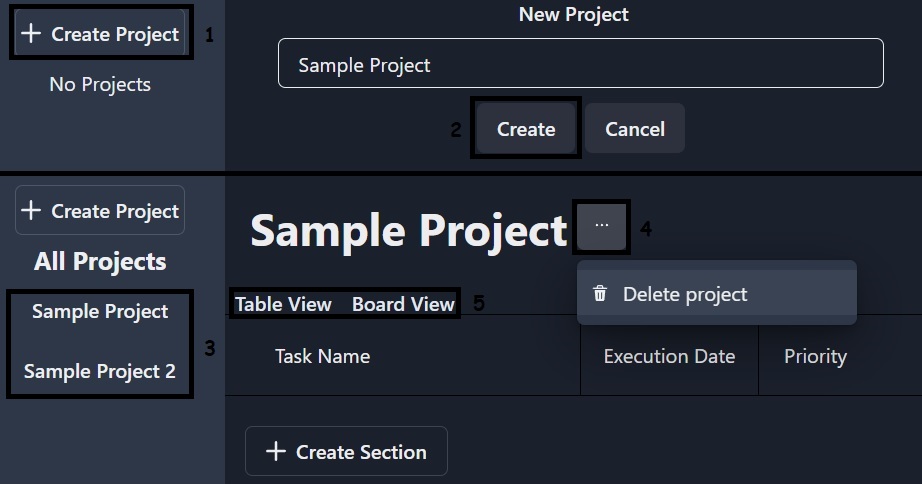 + Create Project
1
No Projects
New Project
Sample Project
2
Create
Cancel
+ Create Project
All Projects
Sample Project
Sample Project 2
3
Sample Project
...
4
Delete project
Table View
Board View
5
Task Name
Execution Date
Priority
+ Create Section